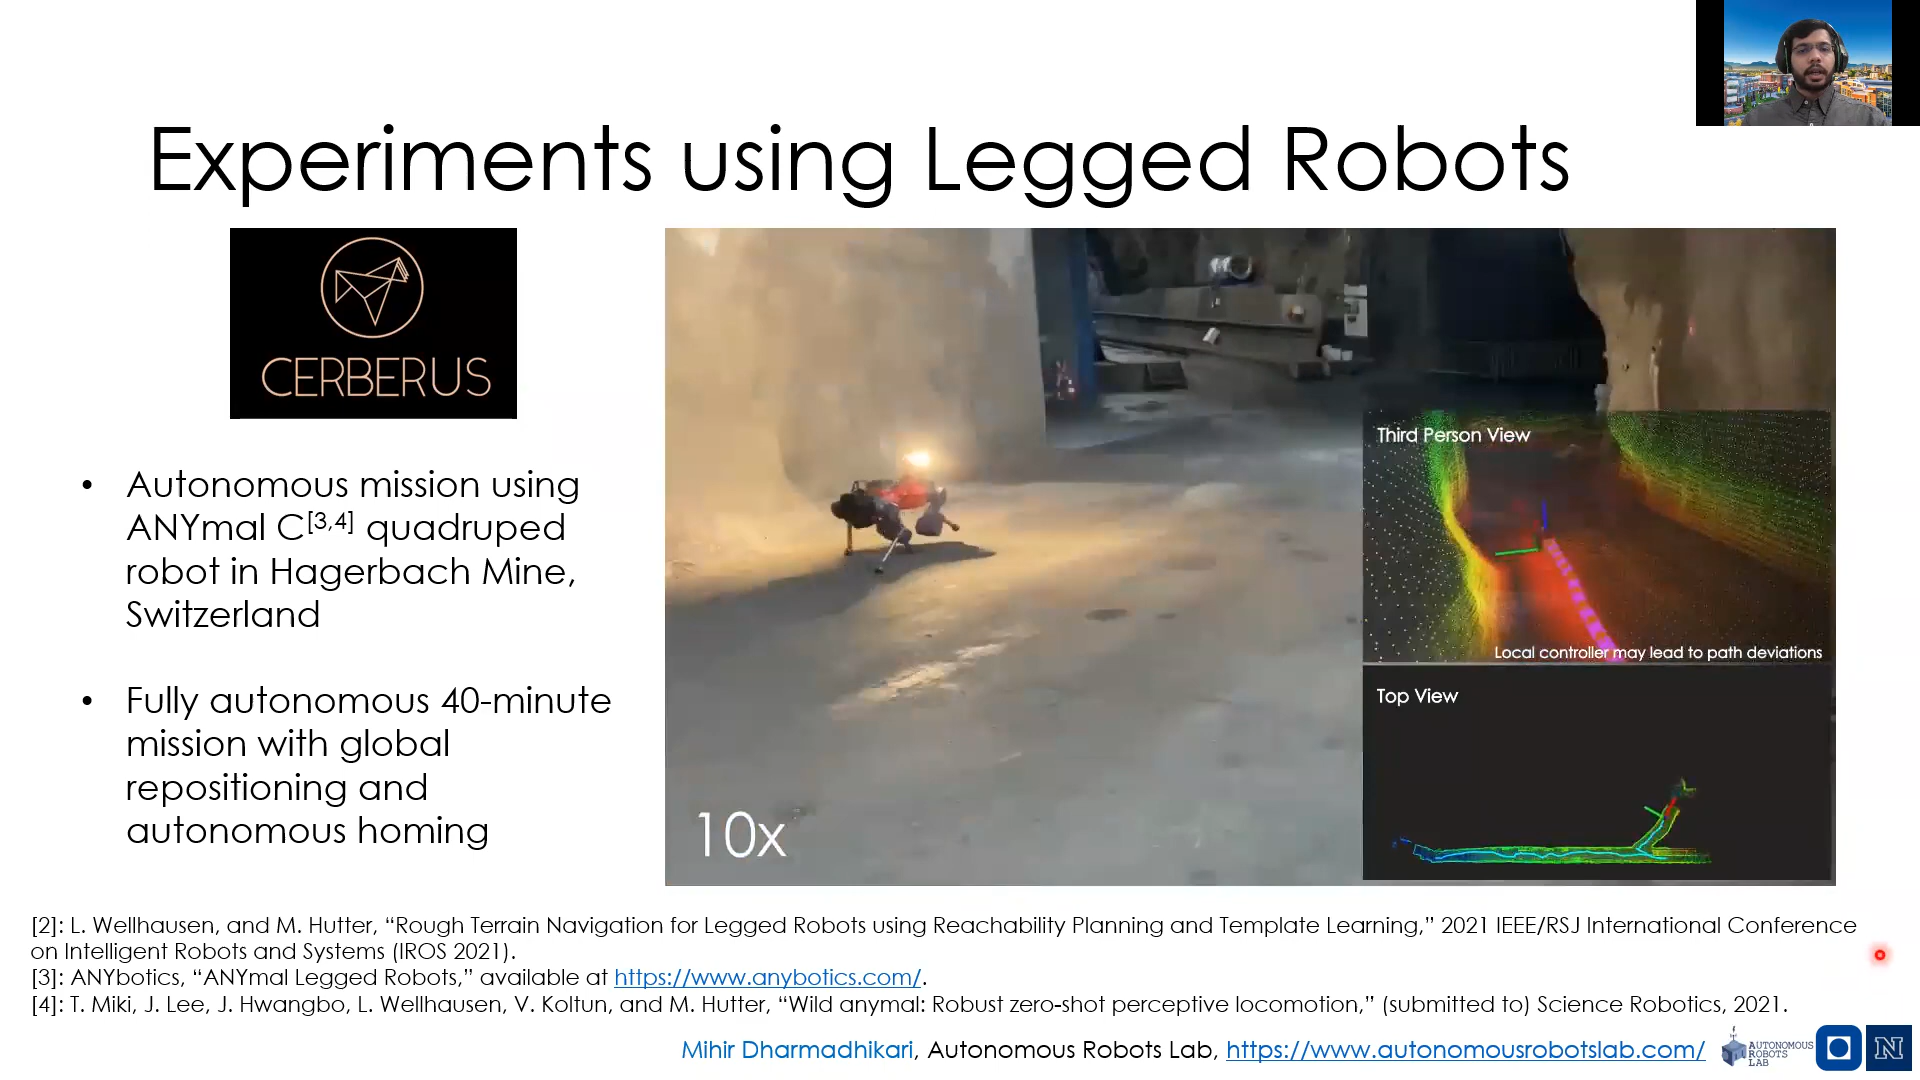 Experiments using Legged Robots
CERBERUS
• Autonomous mission using
ANYmal C[3,4] quadruped
robot in Hagerbach Mine,
Switzerland
• Fully autonomous 40-minute
mission with global
repositioning and
autonomous homing
10x
Third Person View
Local controller may lead to path deviations
Top View
[2]: L. Wellhausen, and M. Hutter, “Rough Terrain Navigation for Legged Robots using Reachability Planning and Template Learning,” 2021 IEEE/RSJ International Conference
on Intelligent Robots and Systems (IROS 2021).
[3]: ANYbotics, “ANYmal Legged Robots,” available at https://www.anybotics.com/.
[4]: T. Miki, J. Lee, J. Hwangbo, L. Wellhausen, V. Koltun, and M. Hutter, “Wild anymal: Robust zero-shot perceptive locomotion,” (submitted to) Science Robotics, 2021.
Mihir Dharmadhikari, Autonomous Robots Lab, https://www.autonomousrobotslab.com/
AUTONOMOUS
ROBOTS
LAB
N